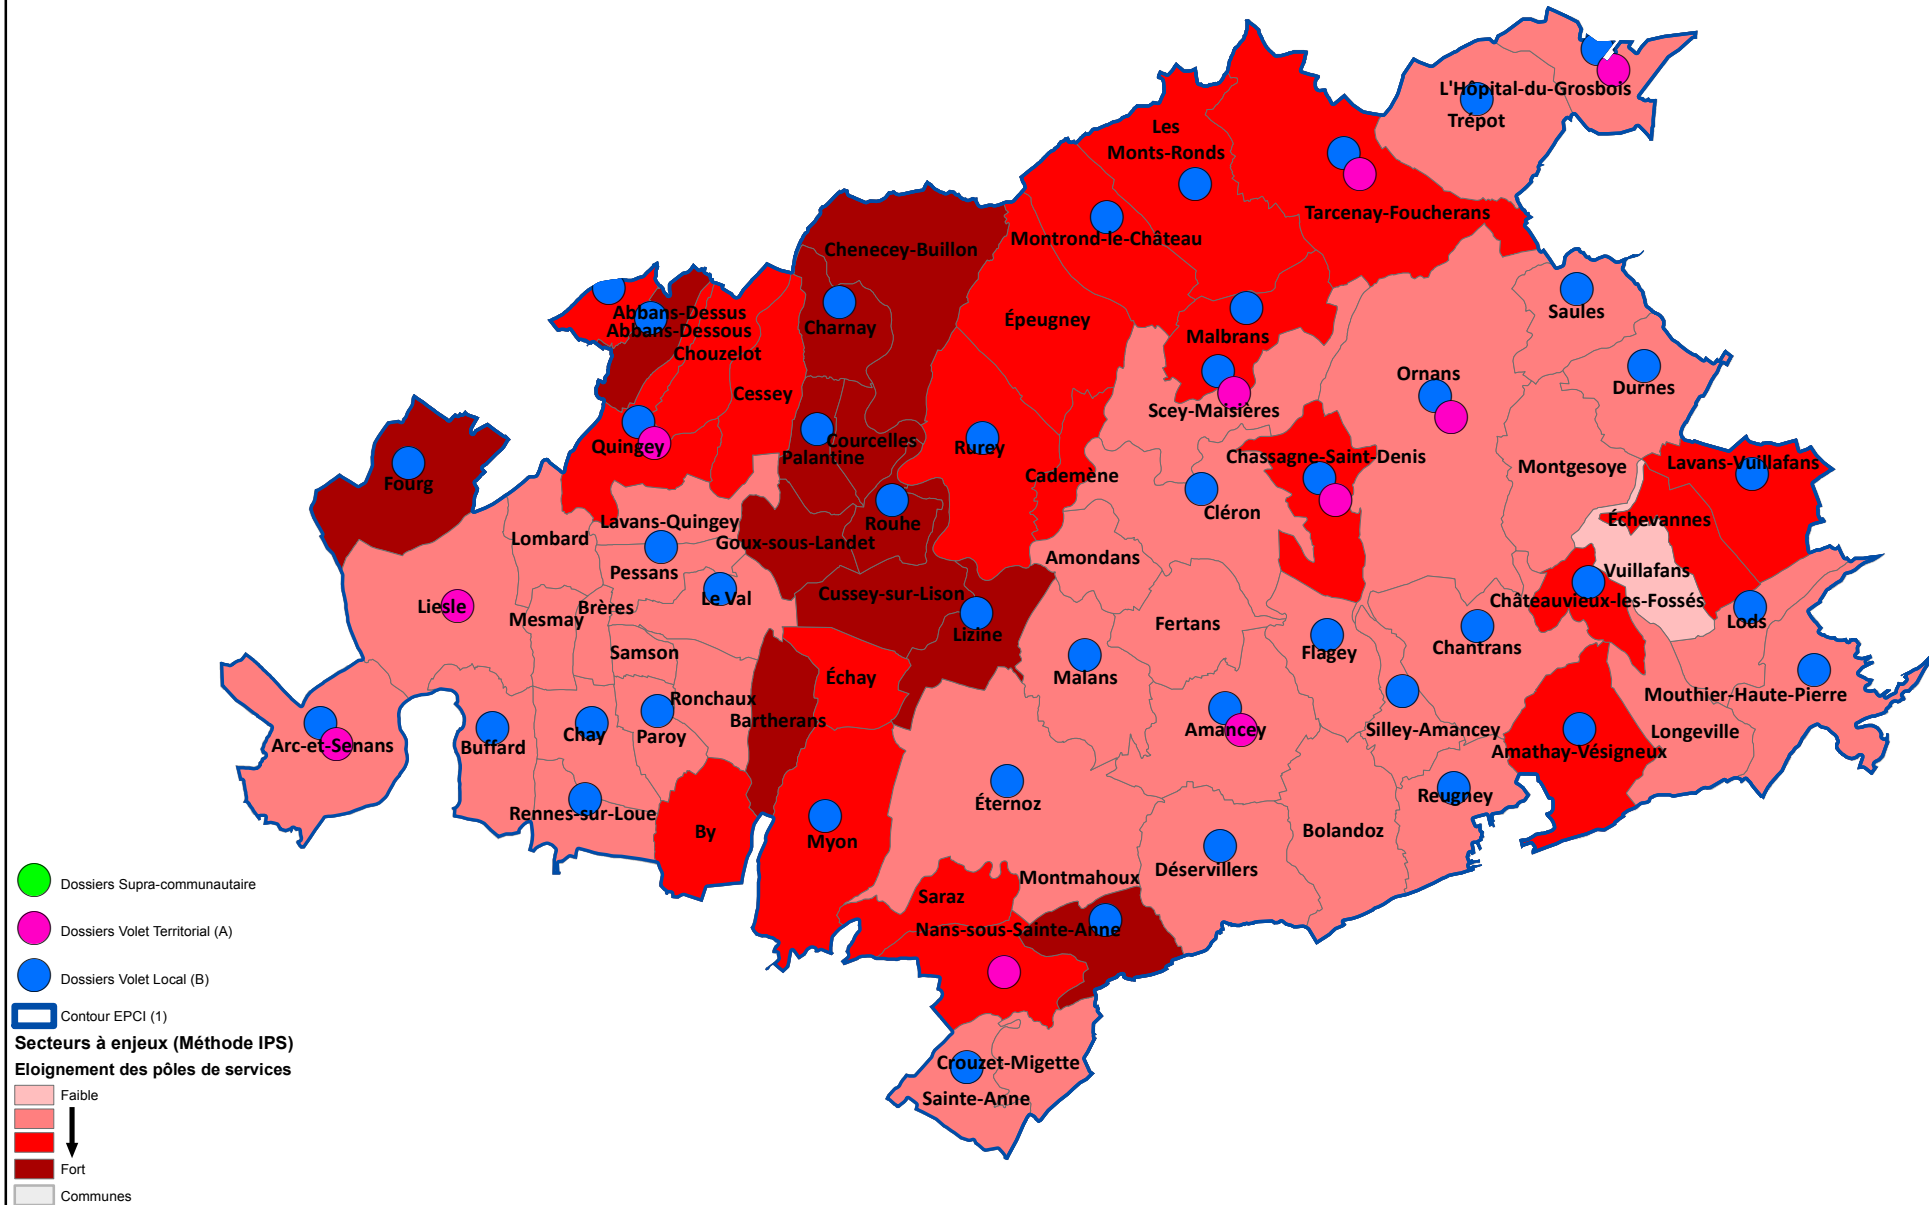 L'Hôpital-du-Grosbois
Trépot
Les
Monts-Ronds
Tarcenay-Foucherans
Montrond-le-Château
Chenecey-Buillon
Charnay
Épeugney
Malbrans
Saules
Durnes
Abbans-Dessus
Abbans-Dessous
Chouzelot
Cessey
Ornans
Scey-Maisières
Quingey
Courcelles
Palantine
Rurey
Cademène
Chassagne-Saint-Denis
Montgesoye
Lavans-Vuillafans
Fourg
Cléron
Échevannes
Lavans-Quingey
Rouhe
Lombard
Goux-sous-Landet
Amondans
Pessans
Vuillafans
Cussey-sur-Lison
Le Val
Châteauvieux-les-Fossés
Liesle
Brères
Mesmay
Lizine
Fertans
Lods
Chantrans
Samson
Flagey
Échay
Malans
Ronchaux
Mouthier-Haute-Pierre
Bartherans
Amancey
Silley-Amancey
Longeville
Arc-et-Senans
Buffard
Chay
Paroy
Amathay-Vésigneux
Éternoz
Reugney
Rennes-sur-Loue
By
Myon
Bolandoz
Déservillers
Montmahoux
Saraz
Nans-sous-Sainte-Anne
Crouzet-Migette
Sainte-Anne
Dossiers Supra-communautaire
Dossiers Volet Territorial (A)
Dossiers Volet Local (B)
Contour EPCI (1)
Secteurs à enjeux (Méthode IPS)
Eloignement des pôles de services
Faible
Fort
Communes